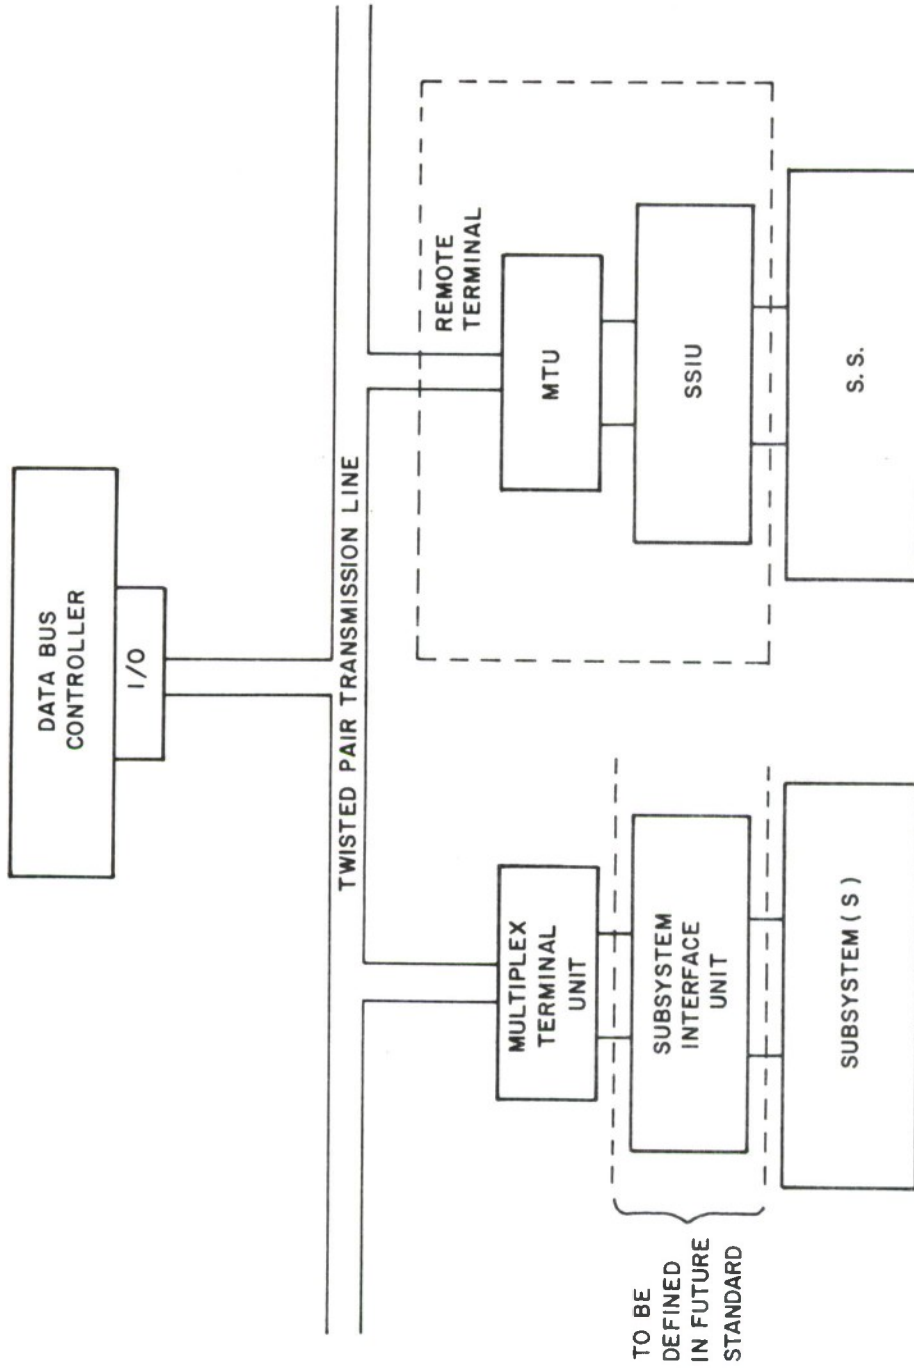 DATA BUS
CONTROLLER
I/O
TWISTED PAIR TRANSMISSION LINE
MULTIPLEX
TERMINAL
UNIT
SUBSYSTEM
INTERFACE
UNIT
SUBSYSTEM(S)
TO BE
DEFINED
IN FUTURE
STANDARD
REMOTE
TERMINAL
MTU
SSIU
S.S.